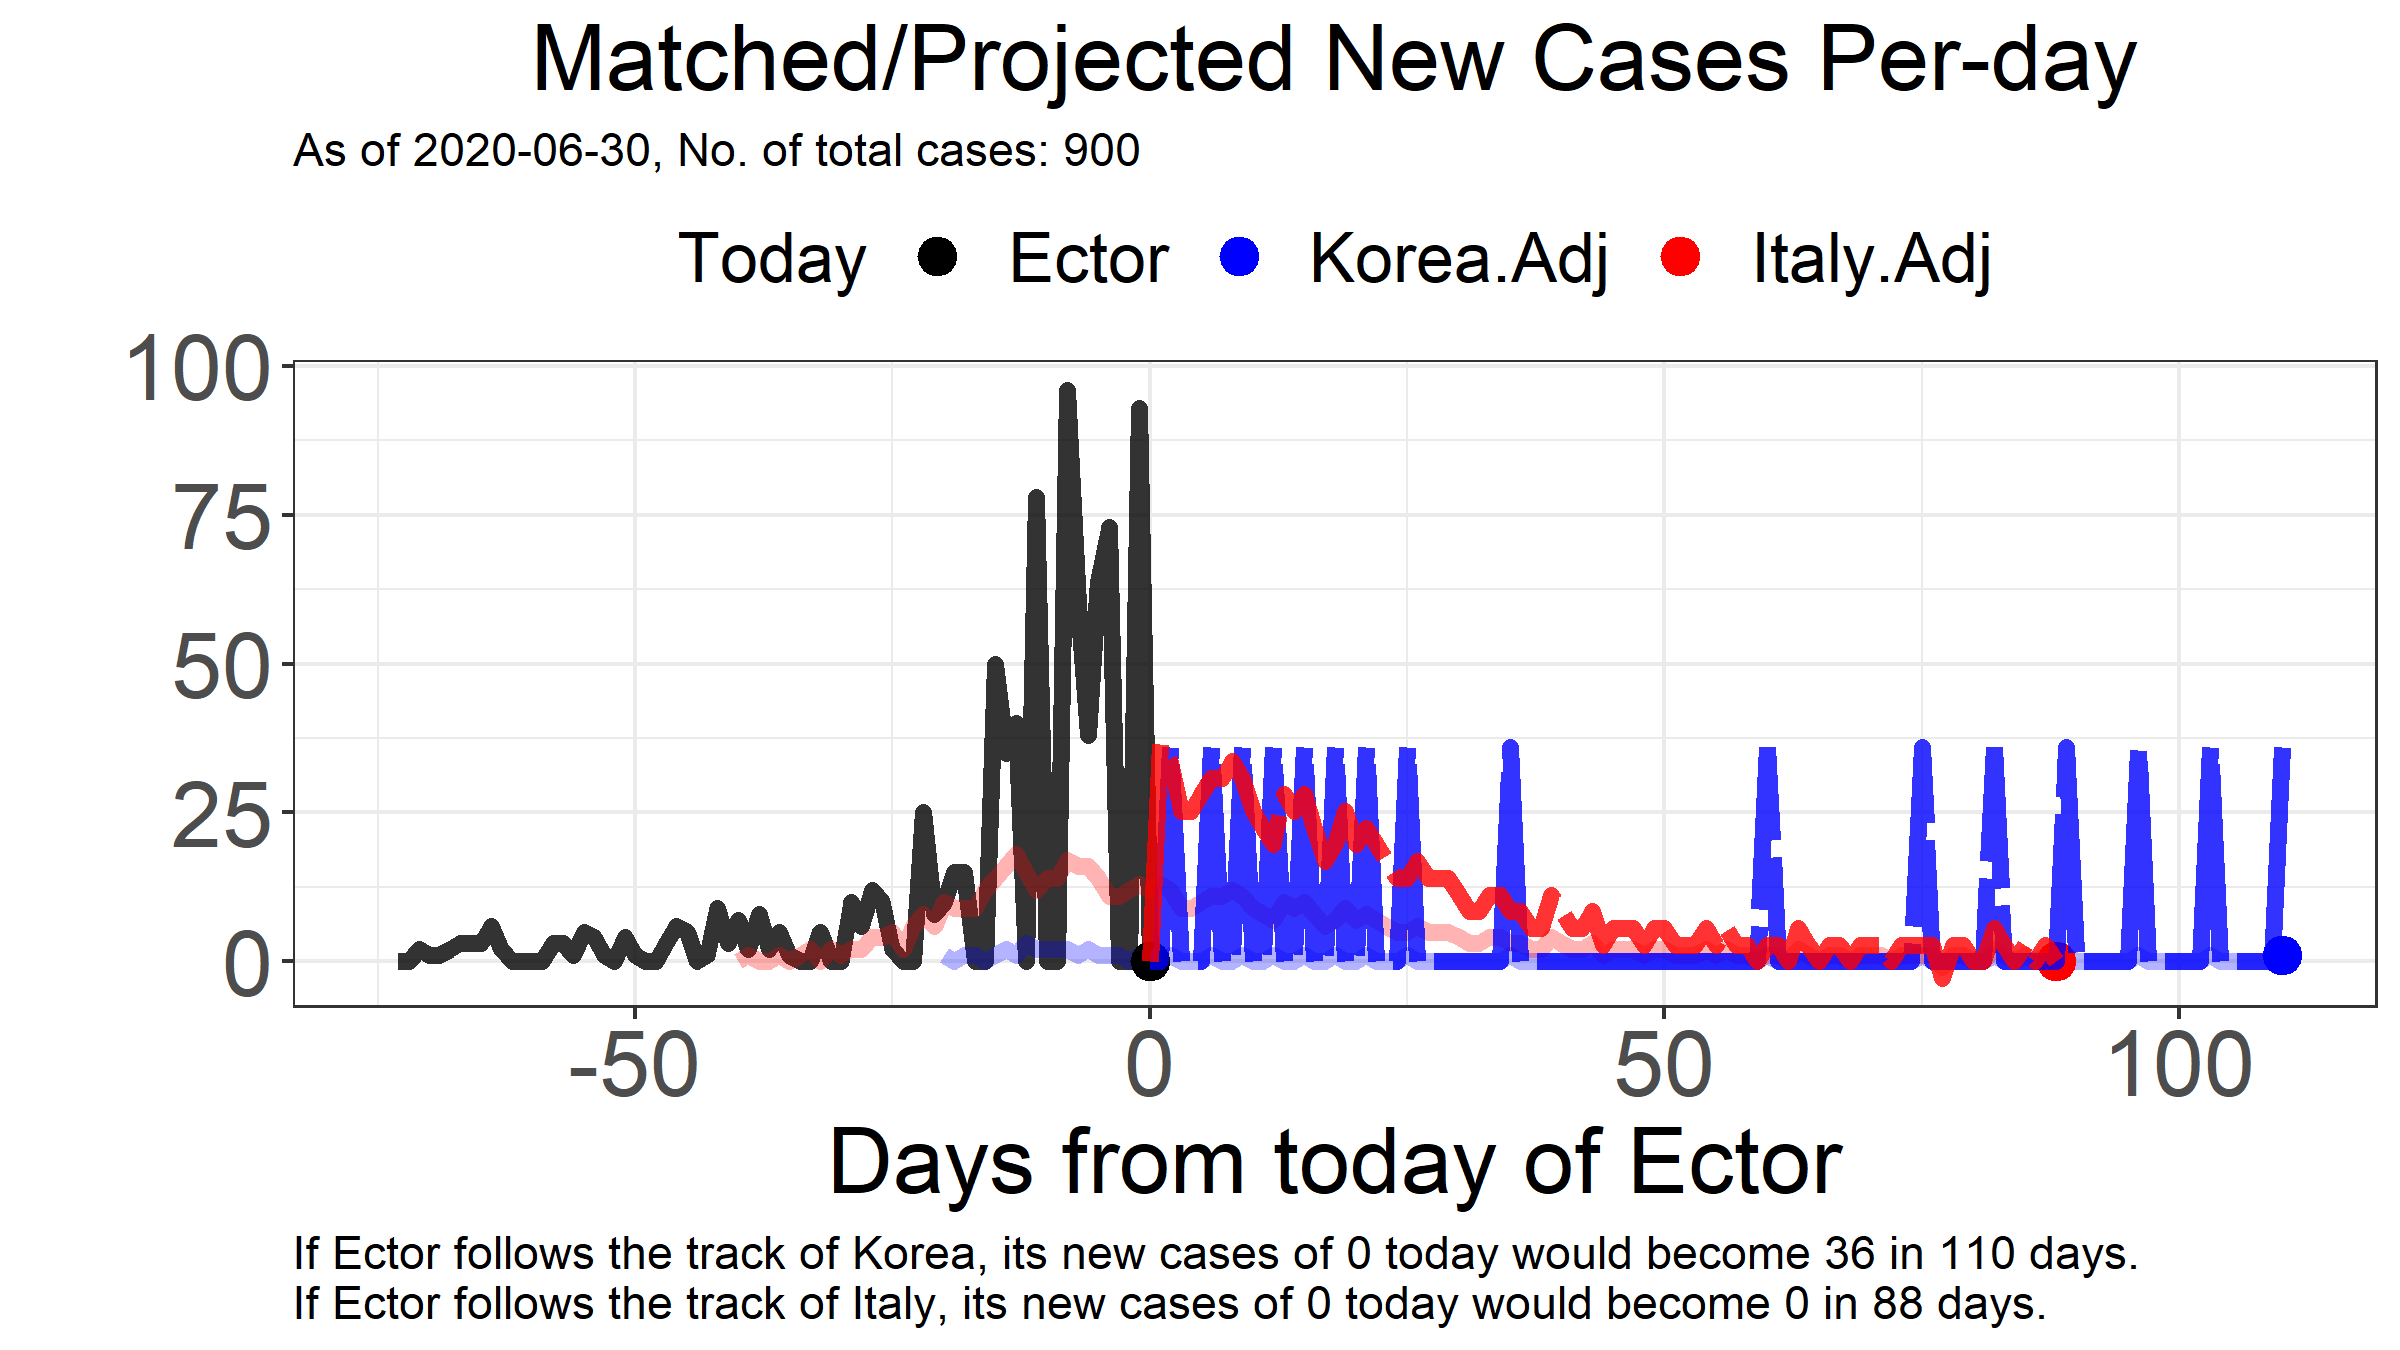 Matched/Projected New Cases Per-day
As of 2020-06-30, No. of total cases: 900
Today Ector Korea.Adj Italy.Adj
100
75
50
25
0
-50 0 50 100
Days from today of Ector
If Ector follows the track of Korea, its new cases of 0 today would become 36 in 110 days.
If Ector follows the track of Italy, its new cases of 0 today would become 0 in 88 days.